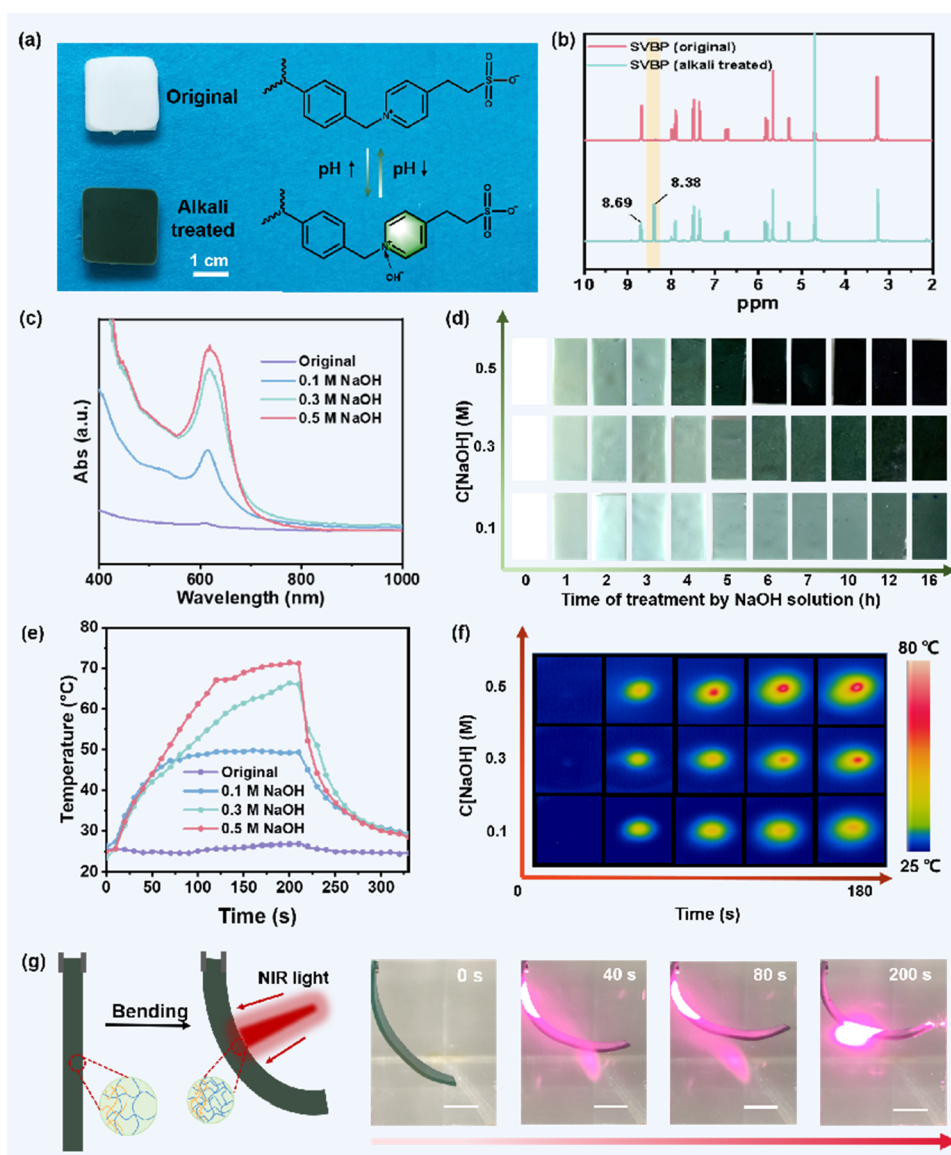 (a)
Original
Alkali
treated
1 cm
pH ↑
pH ↓
O
S
O⁻
O
N⁺
O
S
O⁻
O
N⁺
OH⁻
(b)
SVBP (original)
SVBP (alkali treated)
8.69
8.38
10 9 8 7 6 5 4 3 2
ppm
(c)
Original
0.1 M NaOH
0.3 M NaOH
0.5 M NaOH
Abs (a.u.)
400 600 800 1000
Wavelength (nm)
(d)
C[NaOH] (M)
0.5
0.3
0.1
0 1 2 3 4 5 6 7 10 12 16
Time of treatment by NaOH solution (h)
(e)
Temperature (°C)
80
70
60
50
40
30
20
Original
0.1 M NaOH
0.3 M NaOH
0.5 M NaOH
0 50 100 150 200 250 300
Time (s)
(f)
C[NaOH] (M)
0.5
0.3
0.1
0 180
Time (s)
80 ℃
25 ℃
(g)
Bending
NIR light
0 s
40 s
80 s
200 s